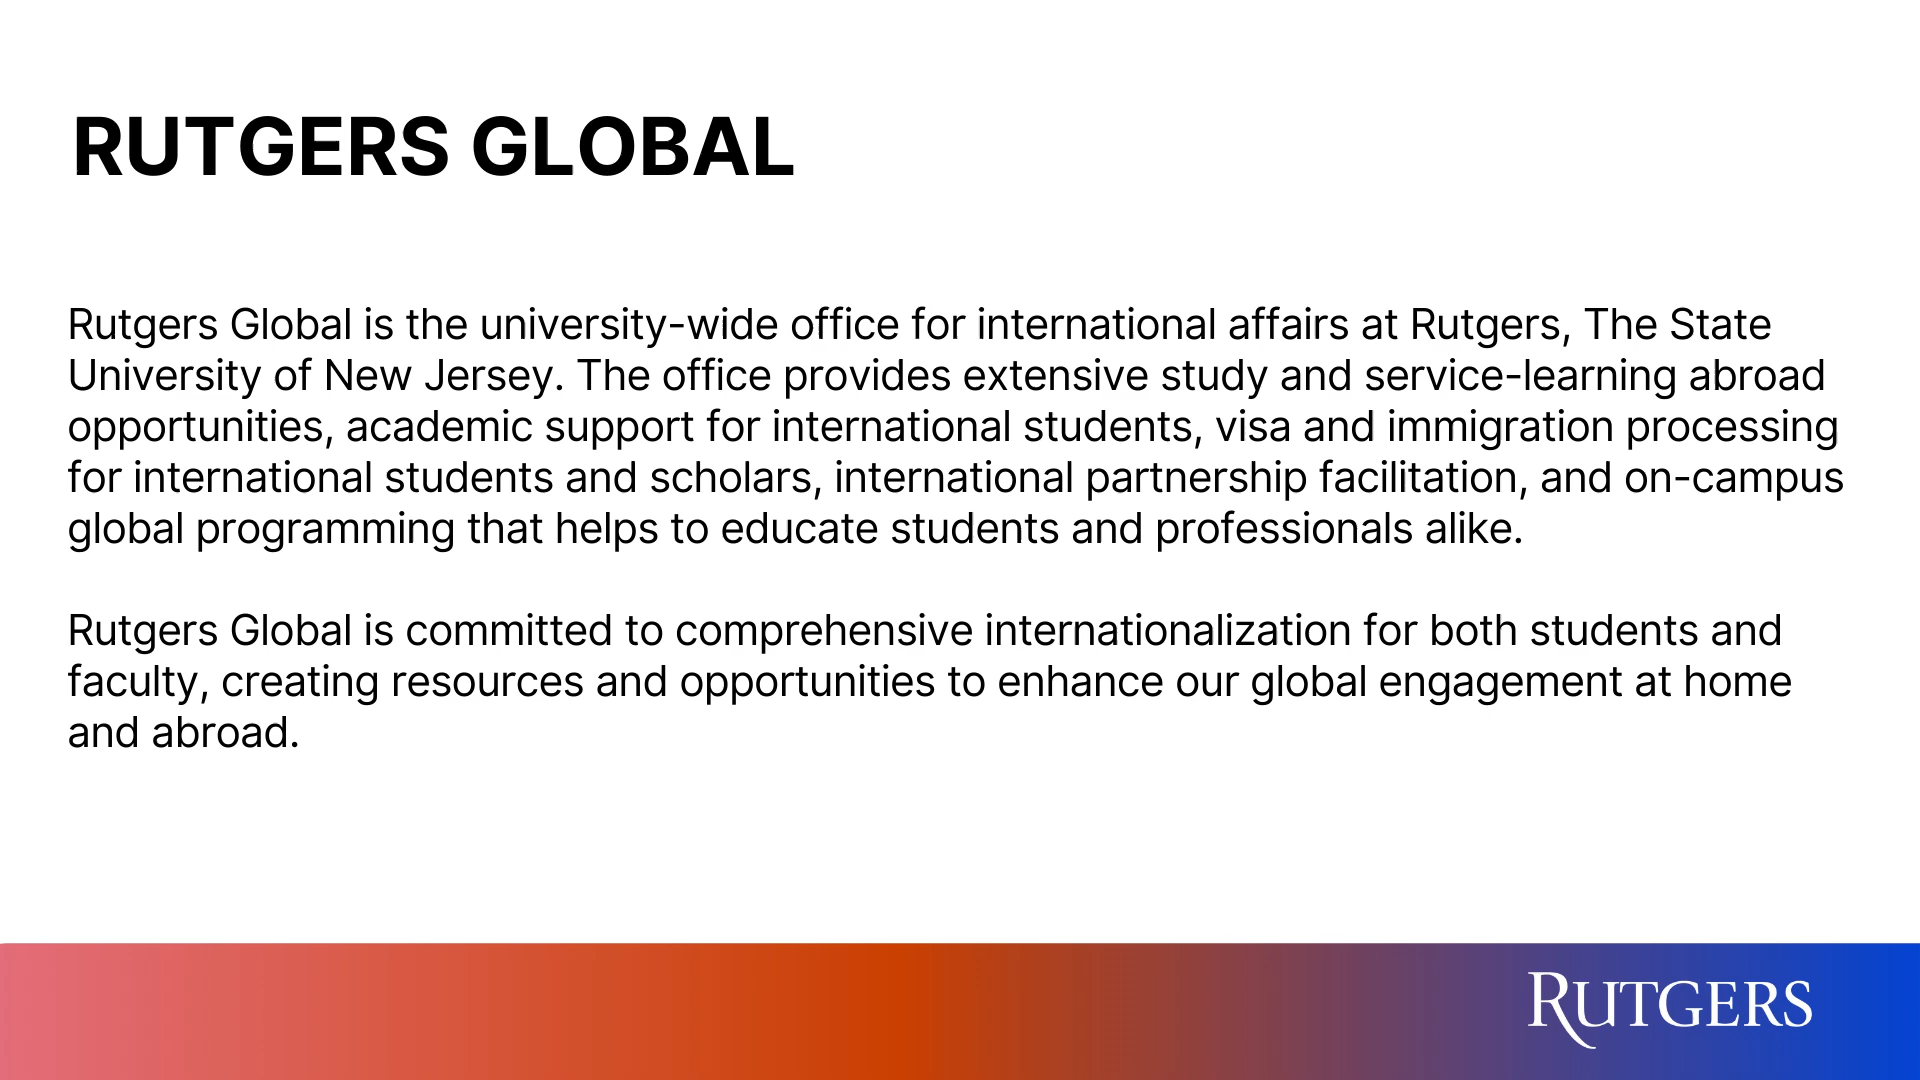 RUTGERS GLOBAL
Rutgers Global is the university-wide office for international affairs at Rutgers, The State
University of New Jersey. The office provides extensive study and service-learning abroad
opportunities, academic support for international students, visa and immigration processing
for international students and scholars, international partnership facilitation, and on-campus
global programming that helps to educate students and professionals alike.
Rutgers Global is committed to comprehensive internationalization for both students and
faculty, creating resources and opportunities to enhance our global engagement at home
and abroad.
RUTGERS